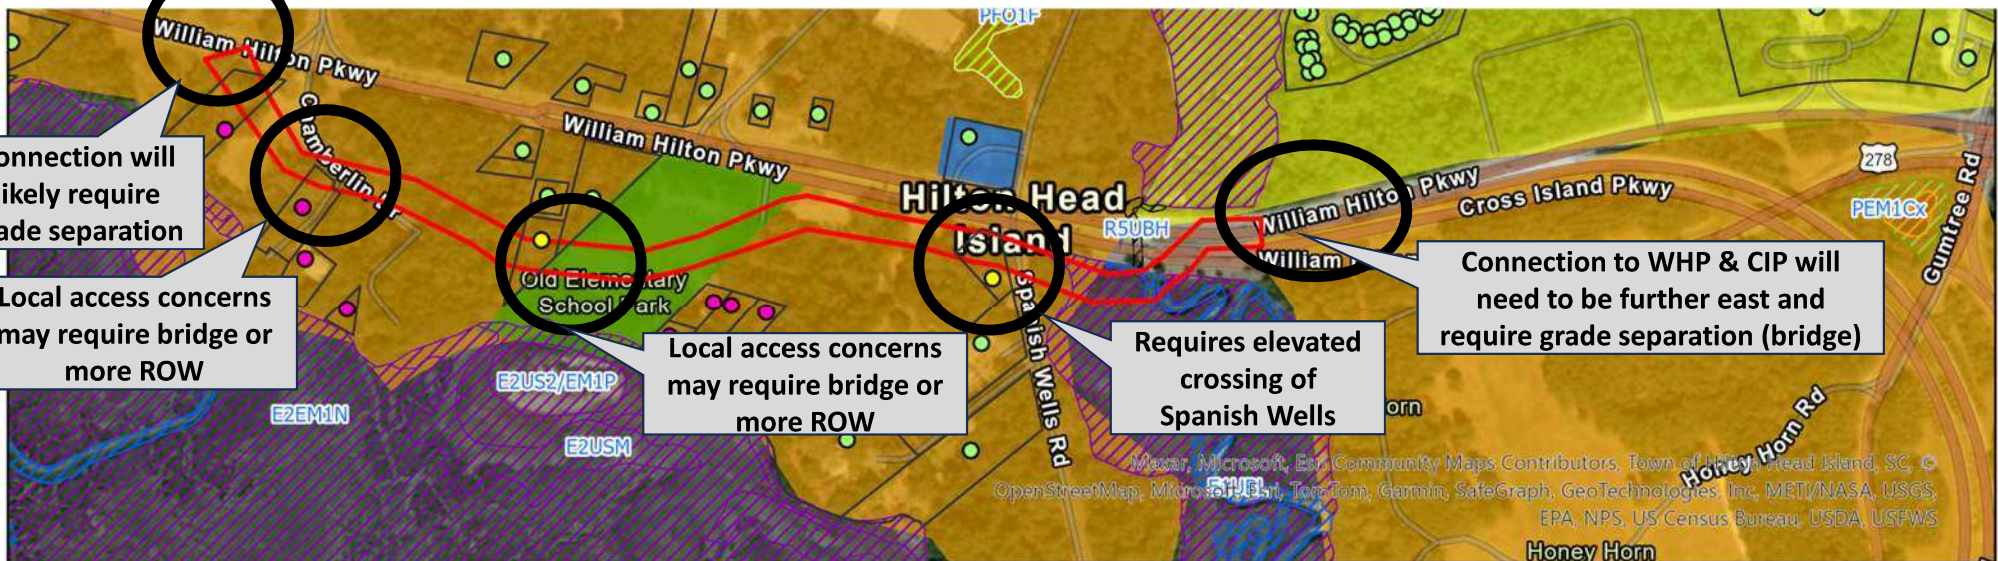 PFO1F
William Hilton Pkwy
William Hilton Pkwy
Hilton Head
Island
R5UBH
William Hilton Pkwy
Cross Island Pkwy
278
PEM1Cx
Gumtree Rd
onnection will
ikely require
ade separation
Local access concerns
may require bridge or
more ROW
Old Elementary
School Park
Local access concerns
may require bridge or
more ROW
Spanish Wells Rd
Requires elevated
crossing of
Spanish Wells
William
Connection to WHP & CIP will
need to be further east and
require grade separation (bridge)
E2US2/EM1P
E2EM1N
E2USM
orn
Honey Horn Rd
Maxar, Microsoft, Esri Community Maps Contributors, Town of Hilton Head Island, SC, ©
OpenStreetMap, Microsoft, Esri, TomTom, Garmin, SafeGraph, GeoTechnologies, Inc, METI/NASA, USGS,
EPA, NPS, US Census Bureau, USDA, USFWS
E1UBL
Honey Horn